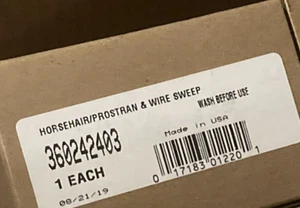 HORSEHAIR/PROSTRAN & WIRE SWEEP
WASH BEFORE USE
360242403
Made in USA
1 EACH
08/21/19
0 17183 01220 1